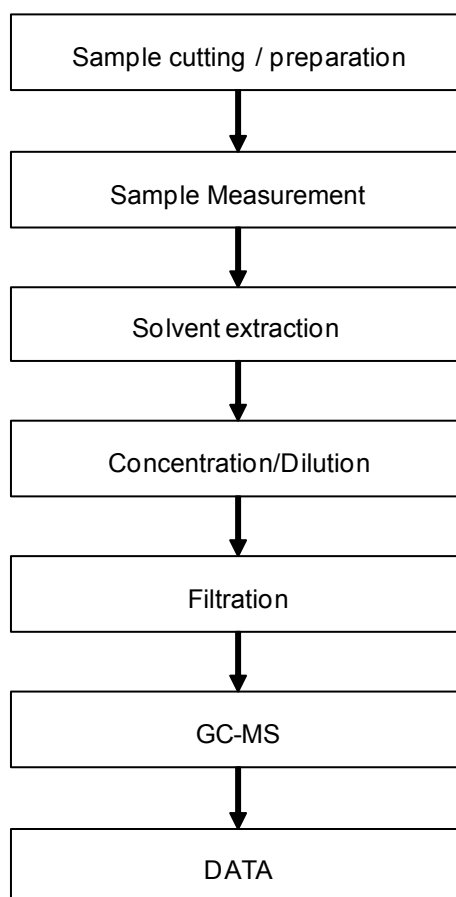 Sample cutting / preparation
Sample Measurement
Solvent extraction
Concentration/Dilution
Filtration
GC-MS
DATA